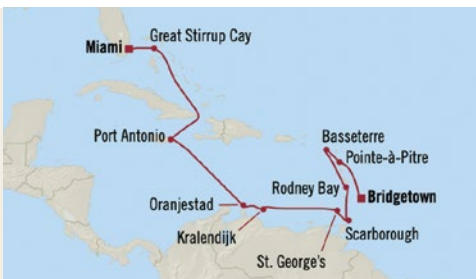 Great Stirrup Cay
Miami
Port Antonio
Basseterre
Pointe-à-Pitre
Rodney Bay
Bridgetown
Oranjestad
Kralendijk
Scarborough
St. George's